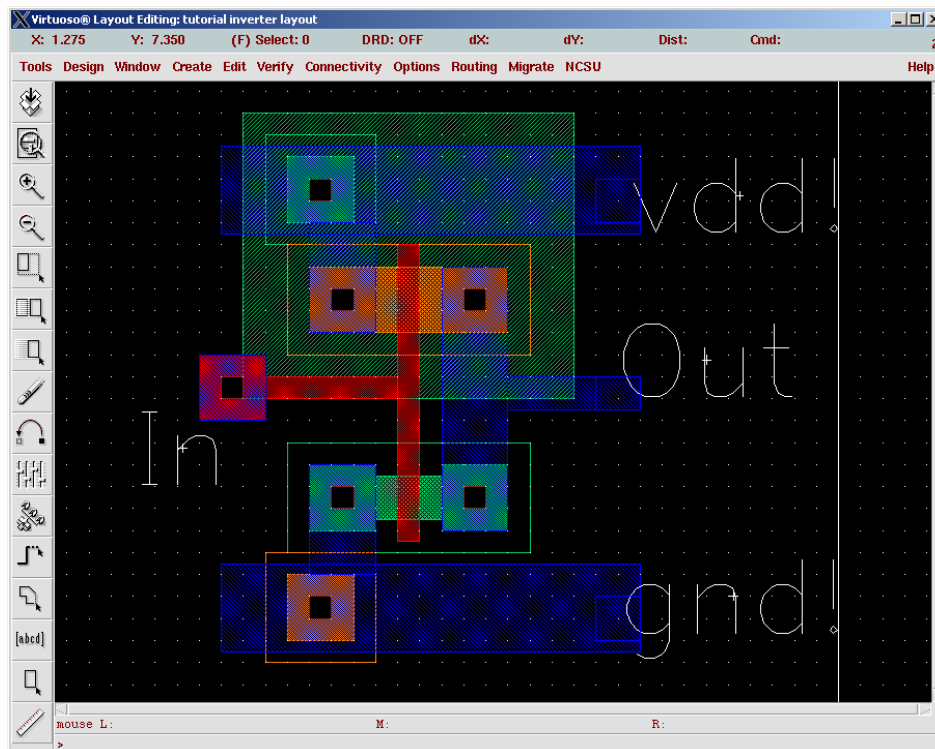 Virtuoso® Layout Editing: tutorial inverter layout
X: 1.275 Y: 7.350 (F) Select: 0 DRD: OFF dX: dY: Dist: Cmd: 2
Tools Design Window Create Edit Verify Connectivity Options Routing Migrate NCSU Help
vdd!
Out
In
gnd!
[abcd]
mouse L: M: R:
>